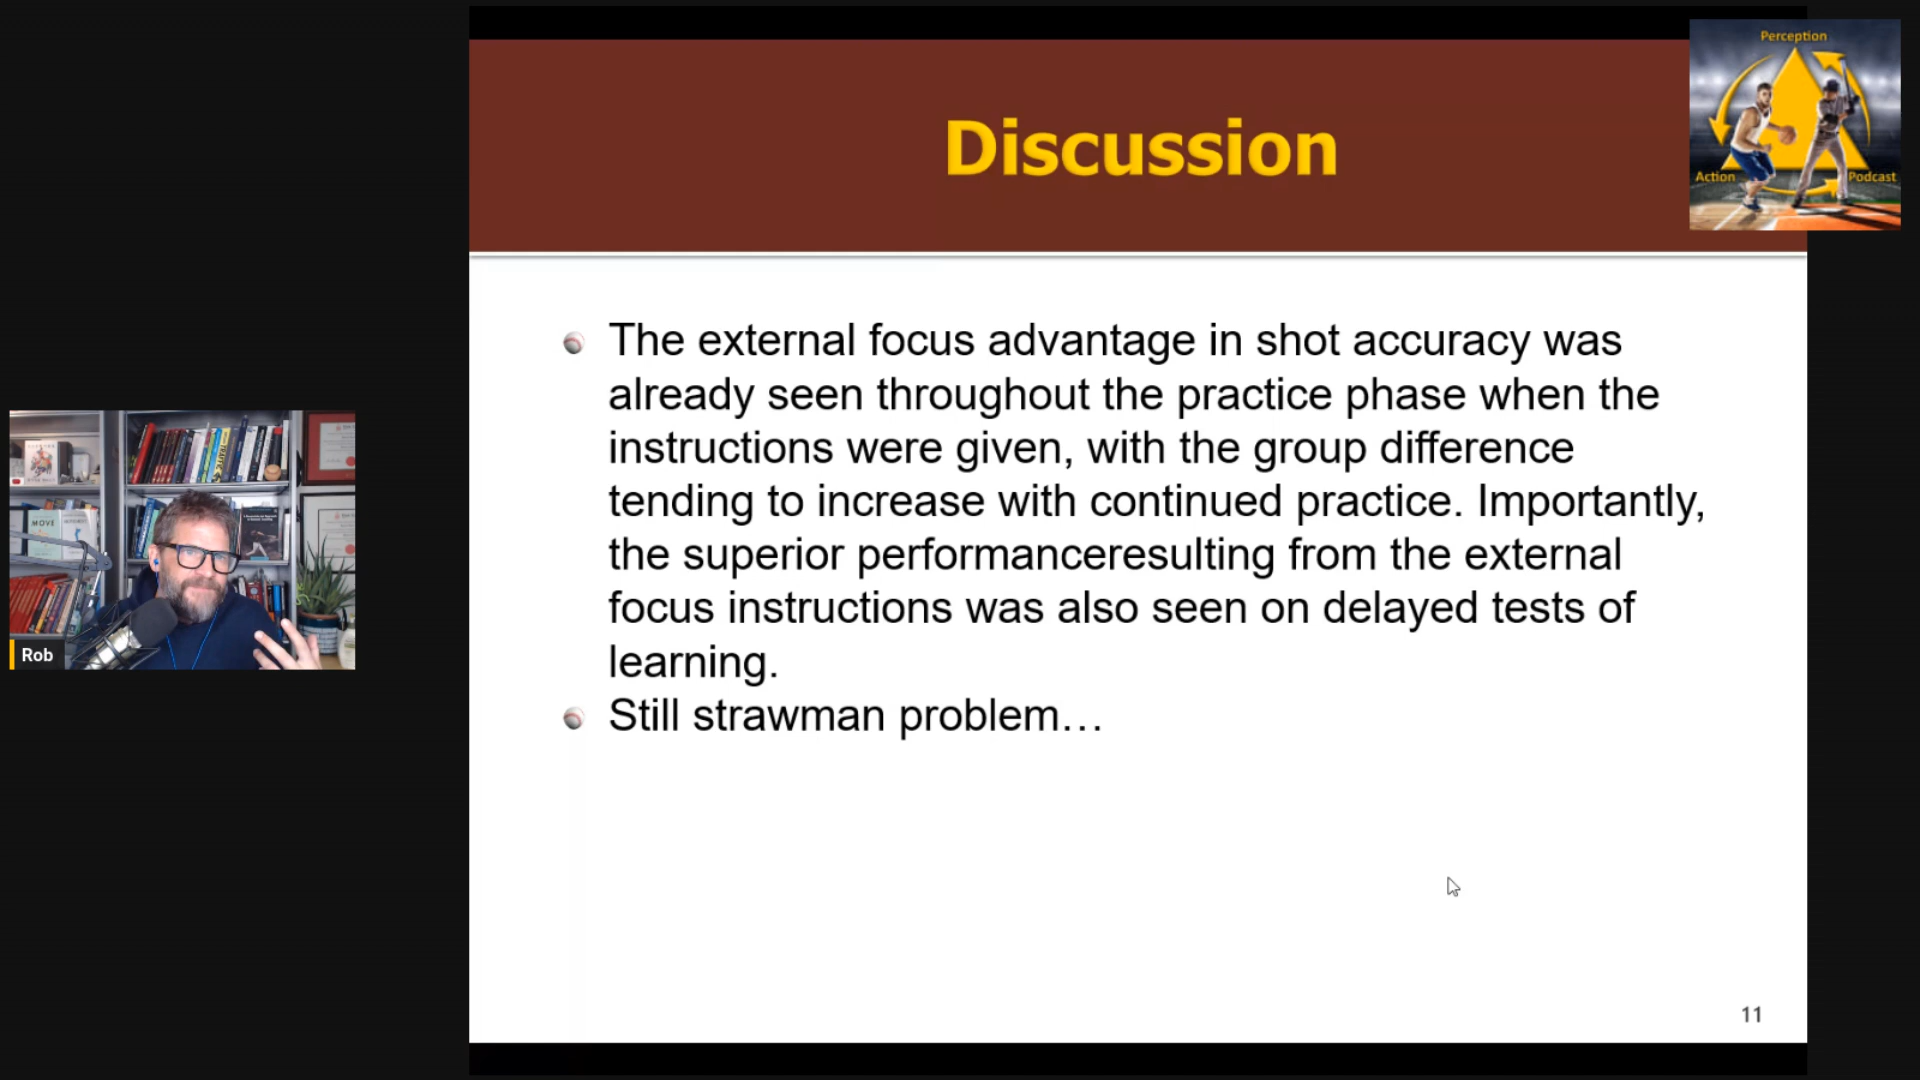 Discussion
Perception
Action
Podcast
The external focus advantage in shot accuracy was
already seen throughout the practice phase when the
instructions were given, with the group difference
tending to increase with continued practice. Importantly,
the superior performanceresulting from the external
focus instructions was also seen on delayed tests of
learning.
Still strawman problem…
MOVE
Rob
11